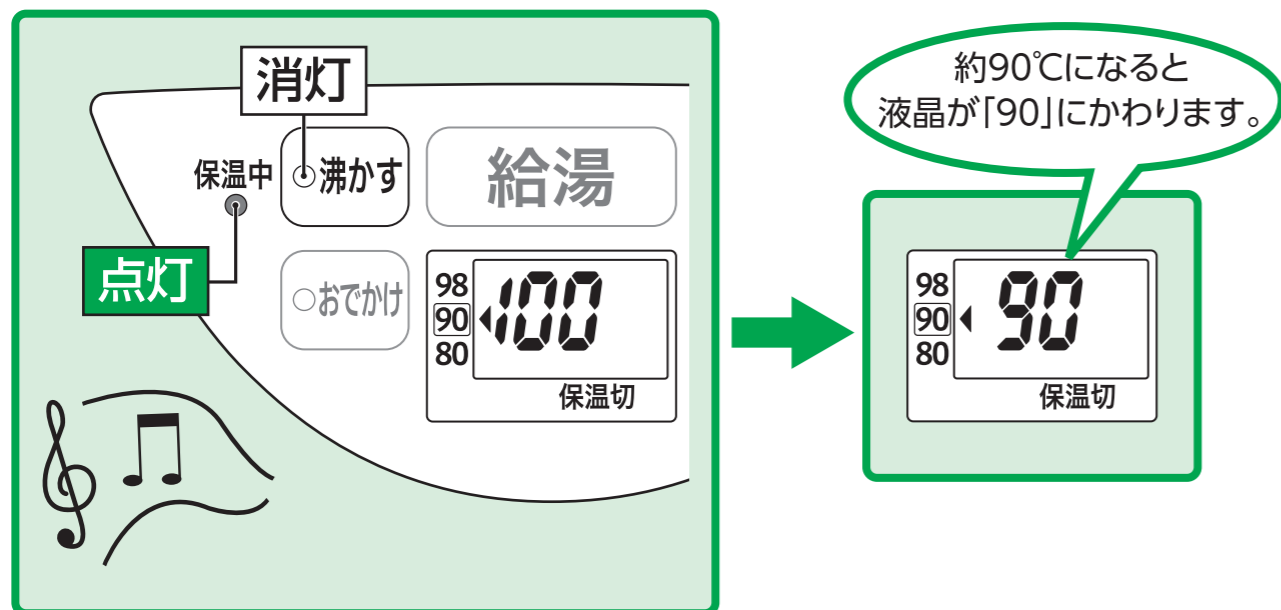 消灯
保温中
沸かす
給湯
点灯
おでかけ
98
90
80
100
保温切
約90℃になると
液晶が「90」にかわります。
98
90
80
90
保温切